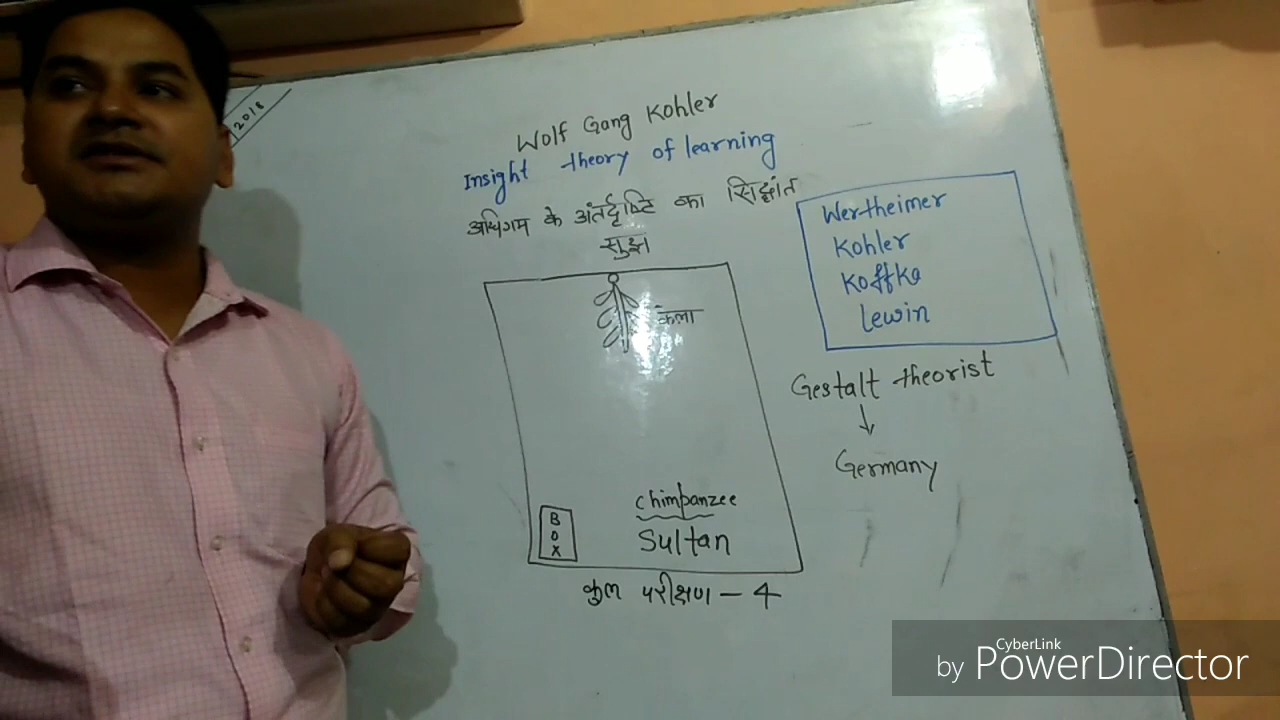 2018
Wolf Gang Kohler
Insight theory of learning
अधिगम के अंतर्दृष्टि का सिद्धांत
सुझ
केला
Wertheimer
Kohler
Koffka
Lewin
Gestalt theorist
Germany
BOX
Chimpanzee
Sultan
कुल परीक्षण - 4
CyberLink
by PowerDirector